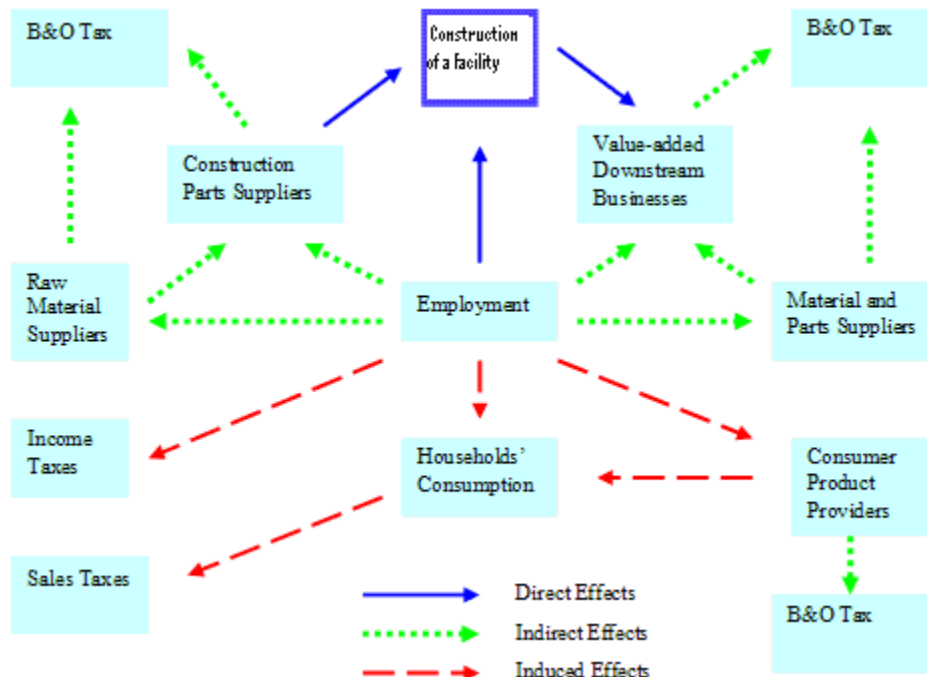 B&O Tax
Construction
of a facility
B&O Tax
Construction
Parts Suppliers
Value-added
Downstream
Businesses
Raw
Material
Suppliers
Employment
Material and
Parts Suppliers
Income
Taxes
Households'
Consumption
Consumer
Product
Providers
Sales Taxes
Direct Effects
B&O Tax
Indirect Effects
Induced Effects